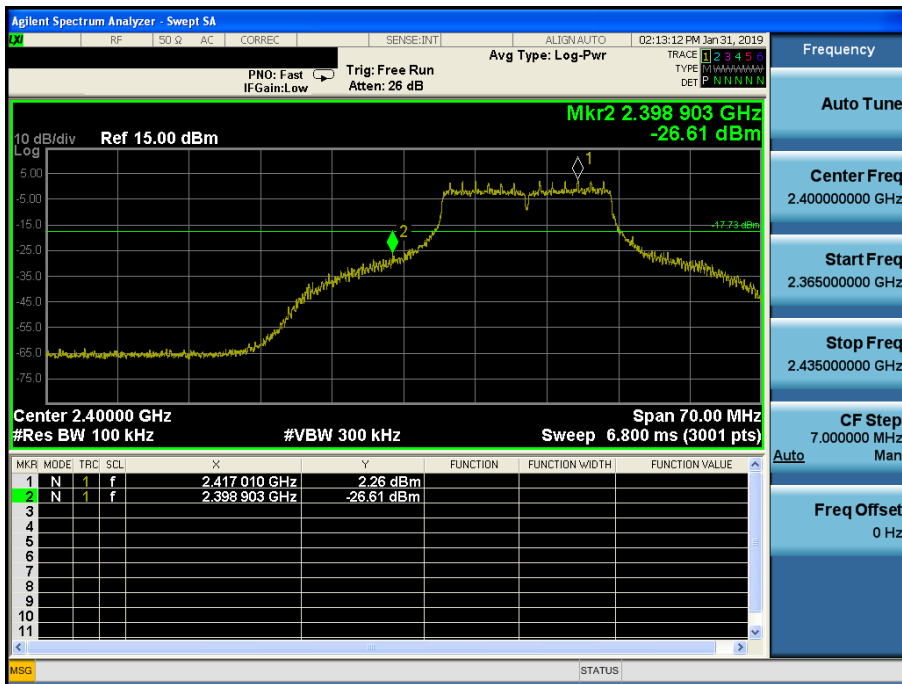 Agilent Spectrum Analyzer - Swept SA
LXI RF 50 Ω AC CORREC SENSE:INT ALIGN AUTO 02:13:12 PM Jan 31, 2019
PNO: Fast
IFGain:Low
Trig: Free Run
Atten: 26 dB
Avg Type: Log-Pwr
TRACE 1 2 3 4 5 6
TYPE MWWWWW
DET P N N N N N
Mkr2 2.398 903 GHz
-26.61 dBm
10 dB/div Ref 15.00 dBm
Log
5.00
-5.00
-15.0
-25.0
-35.0
-45.0
-55.0
-65.0
-75.0
1
2
-17.73 dBm
Center 2.40000 GHz Span 70.00 MHz
#Res BW 100 kHz #VBW 300 kHz Sweep 6.800 ms (3001 pts)
MKR MODE TRC SCL X Y FUNCTION FUNCTION WIDTH FUNCTION VALUE
1 N 1 f 2.417 010 GHz 2.26 dBm
2 N 1 f 2.398 903 GHz -26.61 dBm
3
4
5
6
7
8
9
10
11
MSG STATUS
Frequency
Auto Tune
Center Freq
2.400000000 GHz
Start Freq
2.365000000 GHz
Stop Freq
2.435000000 GHz
CF Step
7.000000 MHz
Auto Man
Freq Offset
0 Hz